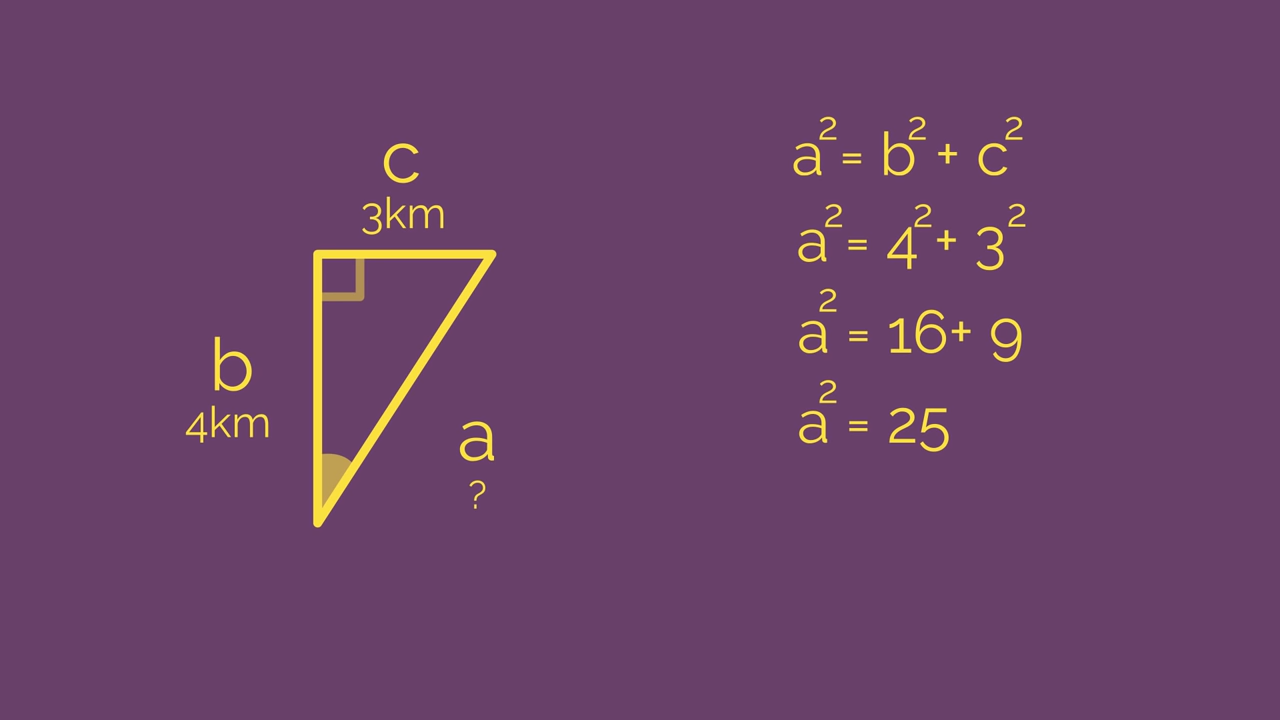 c
3km
b
4km
a
?
a² = b² + c²
a² = 4² + 3²
a² = 16+ 9
a² = 25